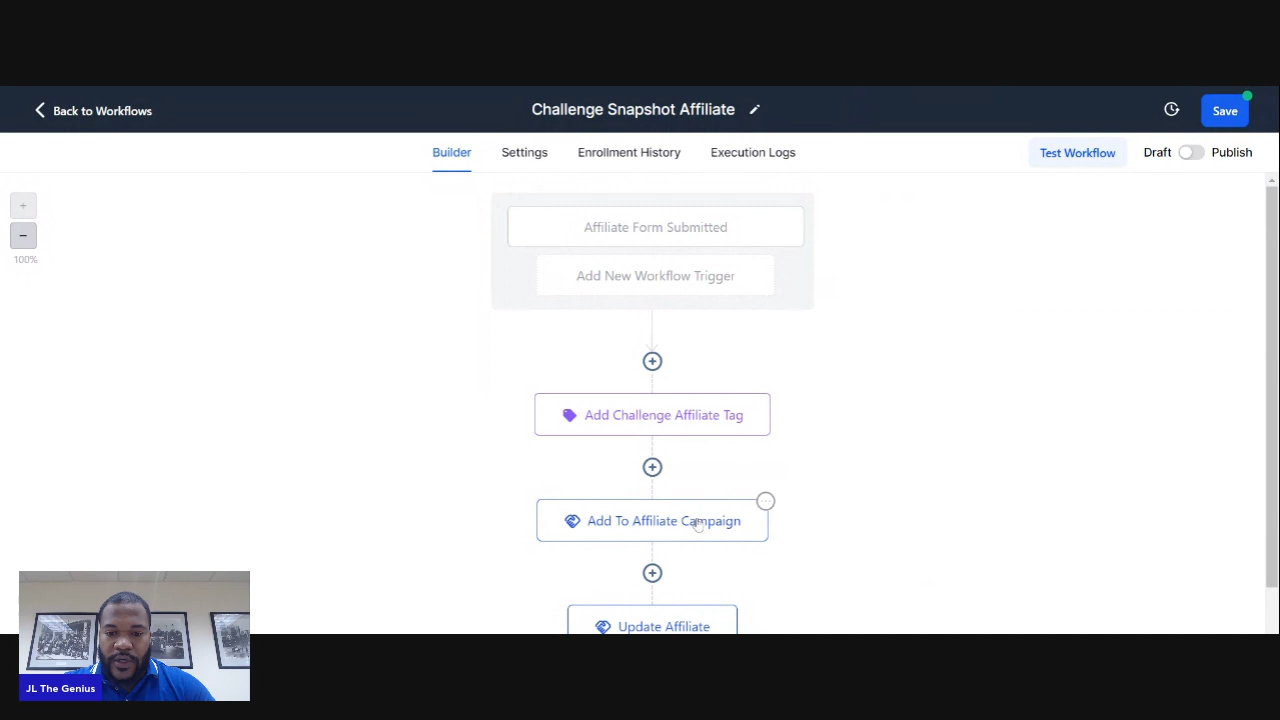 Back to Workflows
Challenge Snapshot Affiliate
Save
Builder
Settings
Enrollment History
Execution Logs
Test Workflow
Draft
Publish
+
−
100%
Affiliate Form Submitted
Add New Workflow Trigger
Add Challenge Affiliate Tag
Add To Affiliate Campaign
Update Affiliate
JL The Genius